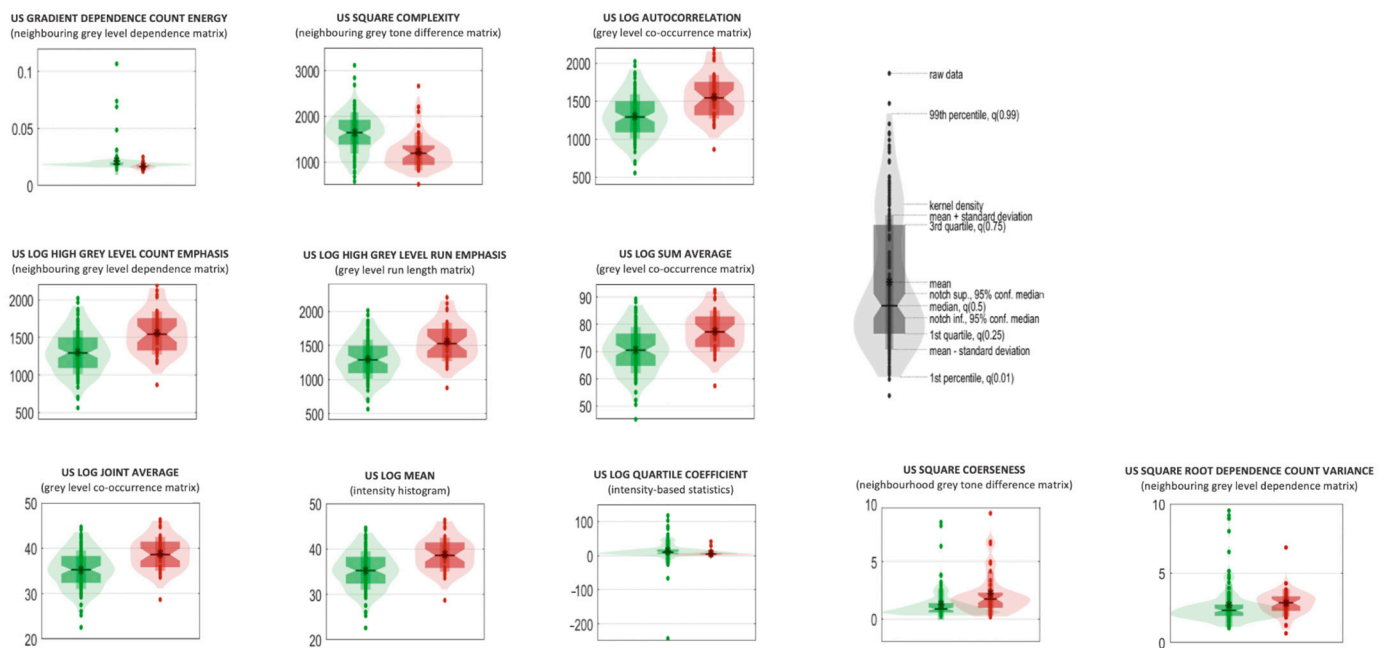 US GRADIENT DEPENDENCE COUNT ENERGY
(neighbouring grey level dependence matrix)
0.1
0.05
0
US SQUARE COMPLEXITY
(neighbouring grey tone difference matrix)
3000
2000
1000
US LOG AUTOCORRELATION
(grey level co-occurrence matrix)
2000
1500
1000
500
raw data
99th percentile, q(0.99)
kernel density
mean + standard deviation
3rd quartile, q(0.75)
mean
notch sup., 95% conf. median
median, q(0.5)
notch inf., 95% conf. median
1st quartile, q(0.25)
mean - standard deviation
1st percentile, q(0.01)
US LOG HIGH GREY LEVEL COUNT EMPHASIS
(neighbouring grey level dependence matrix)
2000
1500
1000
500
US LOG HIGH GREY LEVEL RUN EMPHASIS
(grey level run length matrix)
2000
1500
1000
500
US LOG SUM AVERAGE
(grey level co-occurrence matrix)
90
80
70
60
50
US LOG JOINT AVERAGE
(grey level co-occurrence matrix)
50
40
30
20
US LOG MEAN
(intensity histogram)
50
40
30
20
US LOG QUARTILE COEFFICIENT
(intensity-based statistics)
100
0
-100
-200
US SQUARE COERSENESS
(neighbourhood grey tone difference matrix)
10
5
0
US SQUARE ROOT DEPENDENCE COUNT VARIANCE
(neighbouring grey level dependence matrix)
10
5
0